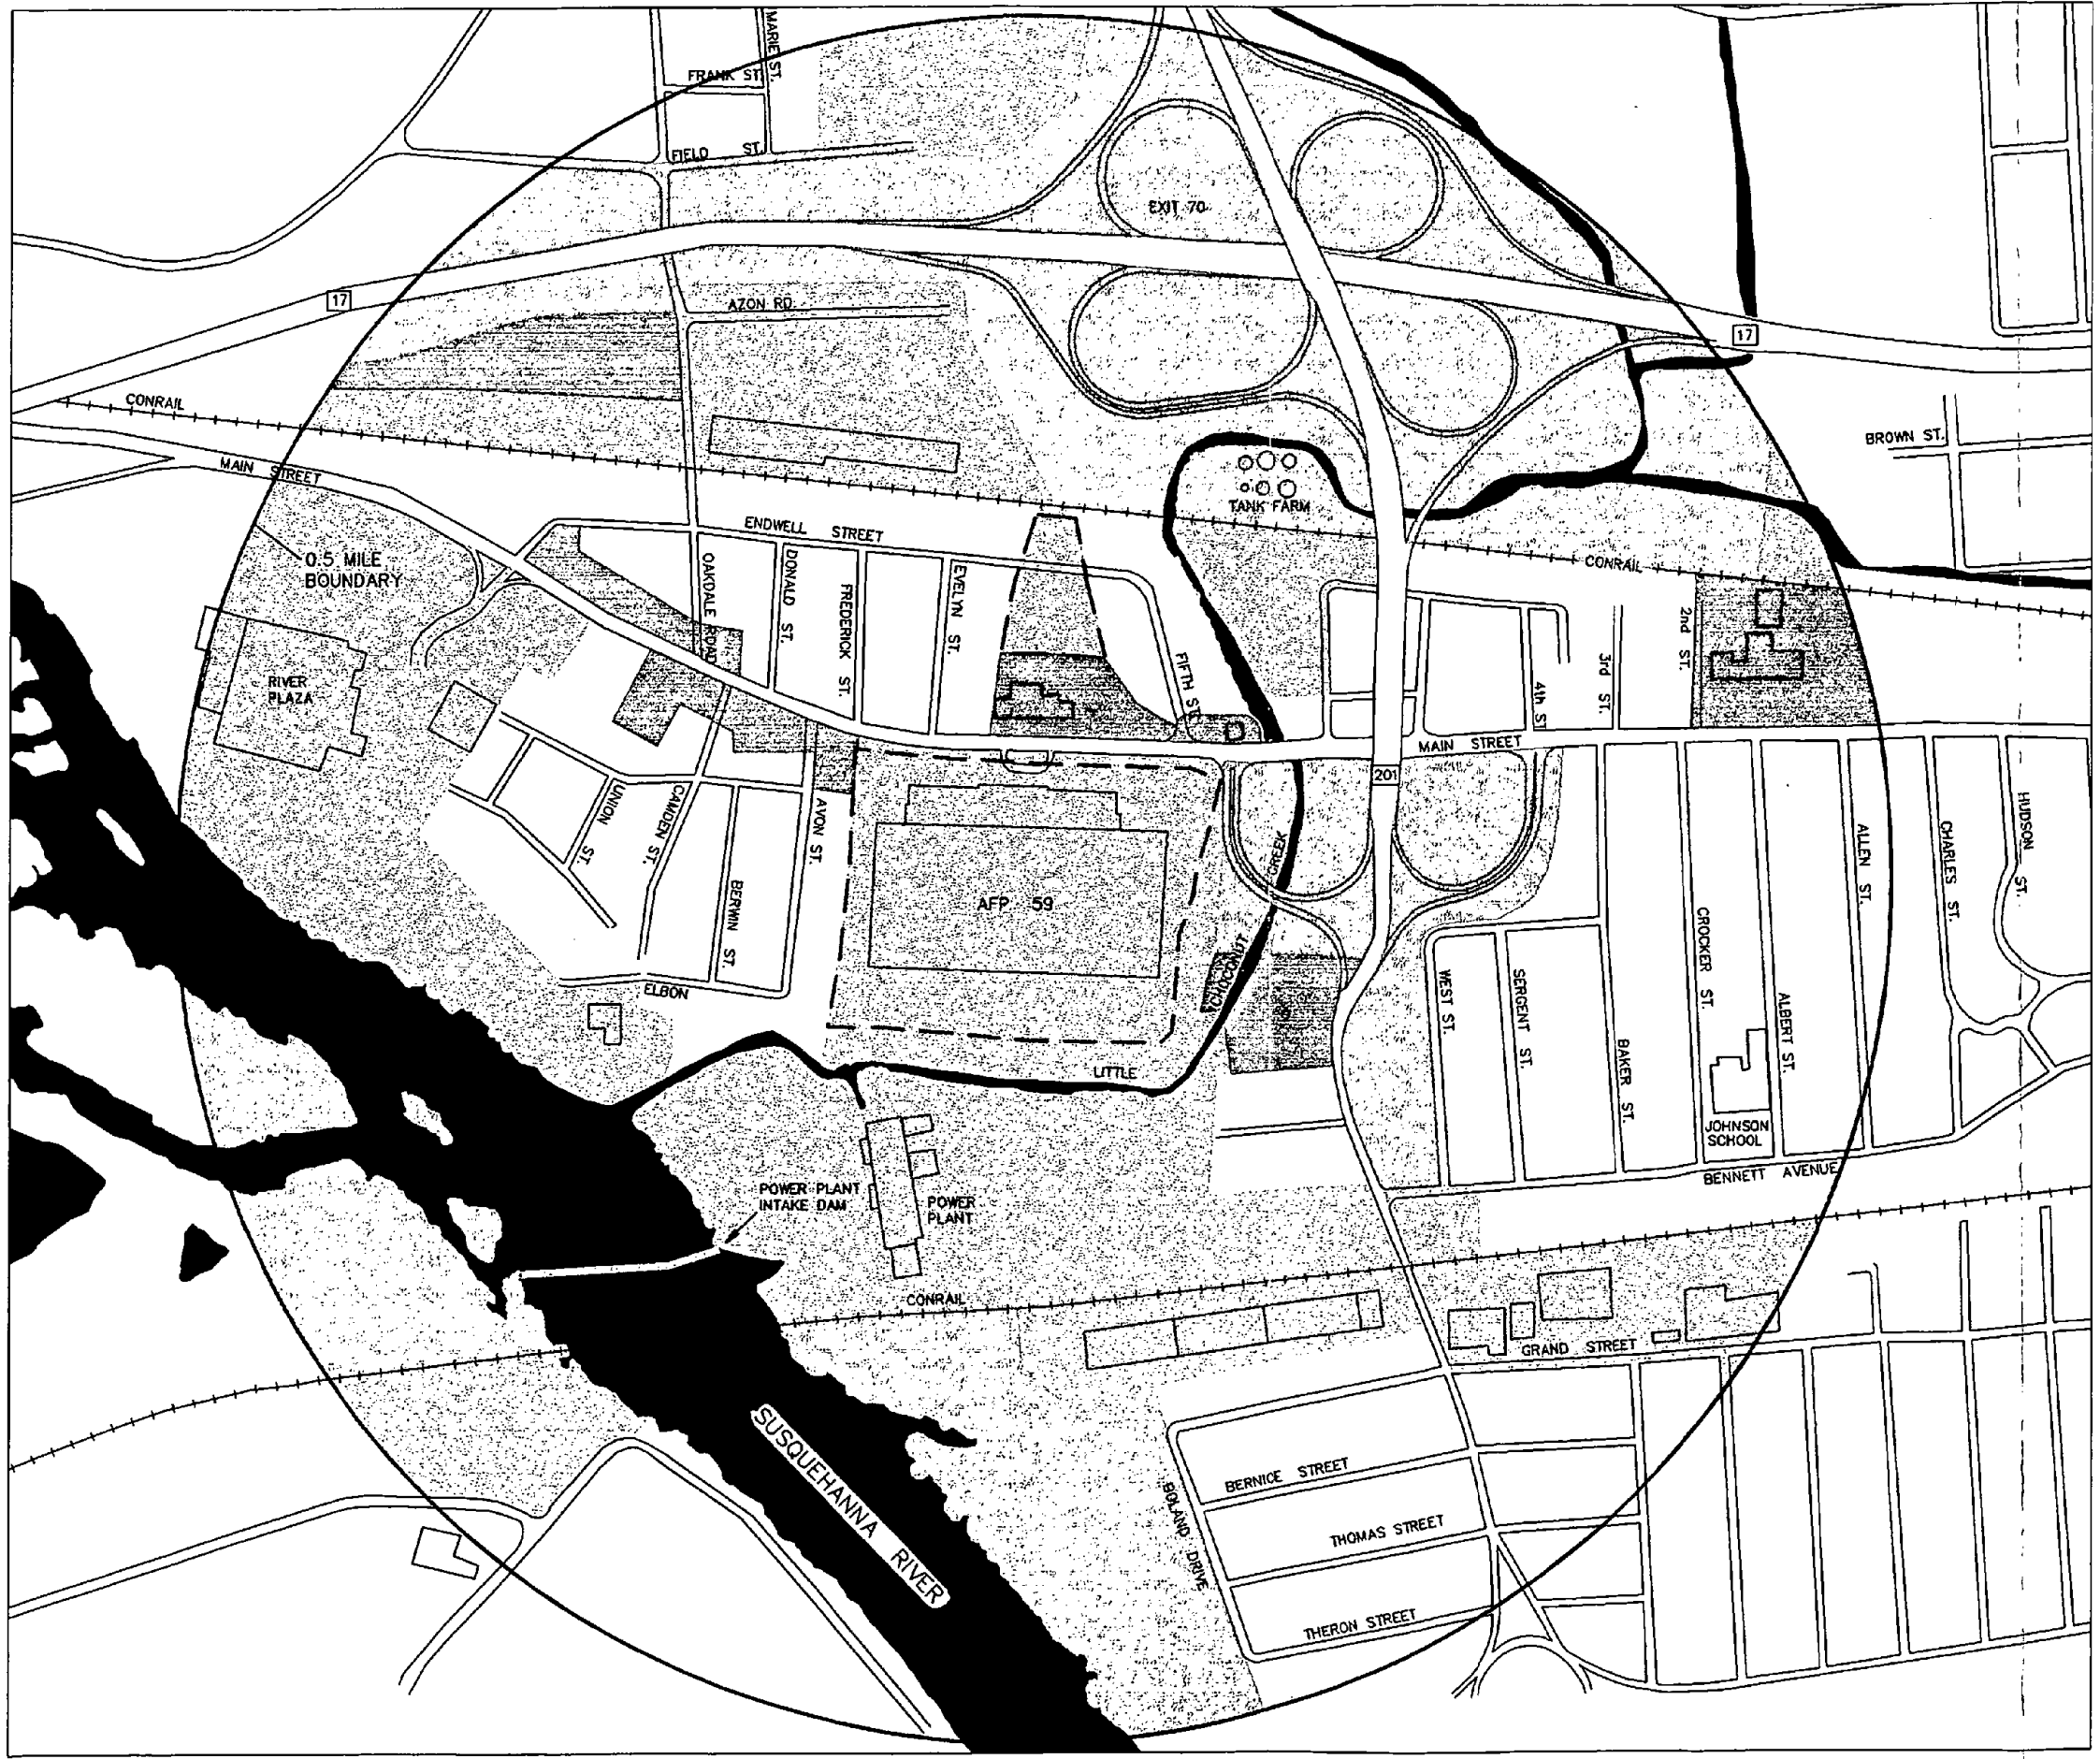 MARIE ST.
FRANK ST.
FIELD ST.
EXIT 70
17
AZON RD.
17
CONRAIL
BROWN ST.
MAIN STREET
TANK FARM
ENDWELL STREET
0.5 MILE
BOUNDARY
CONRAIL
OAKDALE ROAD
DONALD ST.
FREDERICK ST.
EVELYN ST.
FIFTH ST.
4th ST.
3rd ST.
2nd ST.
RIVER
PLAZA
MAIN STREET
201
UNION ST.
CAMDEN ST.
AVON ST.
BERWIN ST.
ELBON
AFP 59
LITTLE
CHOCONUT
CREEK
WEST ST.
SERGENT ST.
BAKER ST.
CROCKER ST.
ALBERT ST.
ALLEN ST.
CHARLES ST.
HUDSON ST.
JOHNSON
SCHOOL
BENNETT AVENUE
POWER PLANT
INTAKE DAM
POWER
PLANT
CONRAIL
GRAND STREET
SUSQUEHANNA RIVER
BOLAND DRIVE
BERNICE STREET
THOMAS STREET
THERON STREET